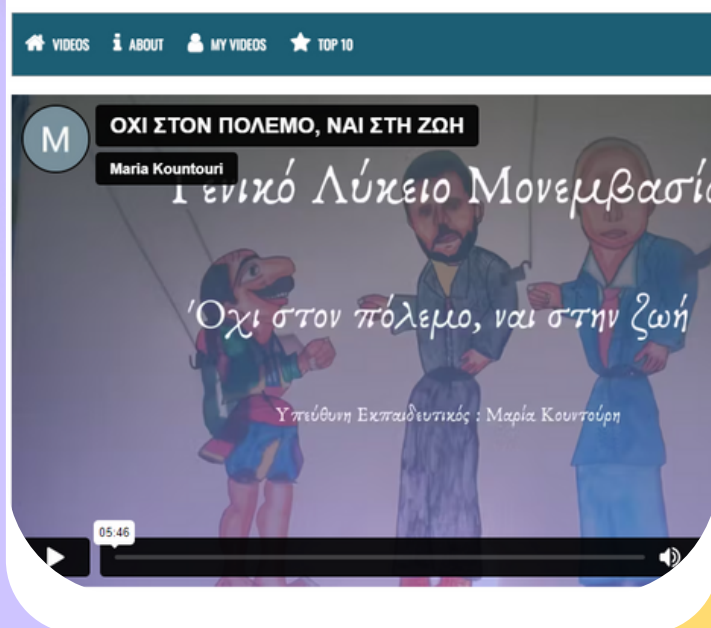 VIDEOS ABOUT MY VIDEOS TOP 10
M
ΟΧΙ ΣΤΟΝ ΠΟΛΕΜΟ, ΝΑΙ ΣΤΗ ΖΩΗ
Maria Kountouri
Γενικό Λύκειο Μονεμβασί
Όχι στον πόλεμο, ναι στην ζωή
Υπεύθυνη Εκπαιδευτικός : Μαρία Κουντούρη
05:46